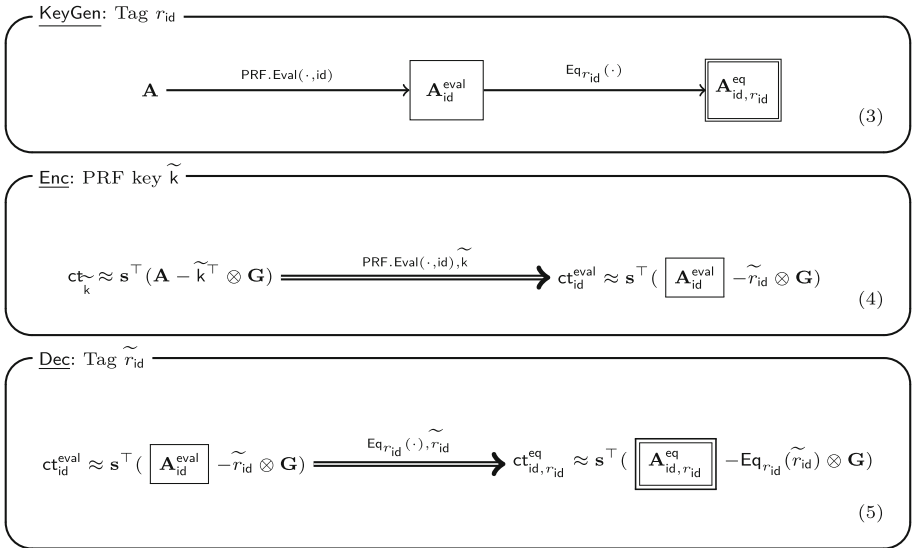 KeyGen: Tag r_id
A PRF.Eval(·,id) A_id^eval Eq_{r_id}(·) A_{id,r_id}^eq
(3)
Enc: PRF key k̃
ct_k̃ ≈ s^⊤(A − k̃^⊤ ⊗ G) PRF.Eval(·,id),k̃ ct_id^eval ≈ s^⊤( A_id^eval −r̃_id ⊗ G)
(4)
Dec: Tag r̃_id
ct_id^eval ≈ s^⊤( A_id^eval −r̃_id ⊗ G) Eq_{r_id}(·),r̃_id ct_{id,r_id}^eq ≈ s^⊤( A_{id,r_id}^eq −Eq_{r_id}(r̃_id) ⊗ G)
(5)